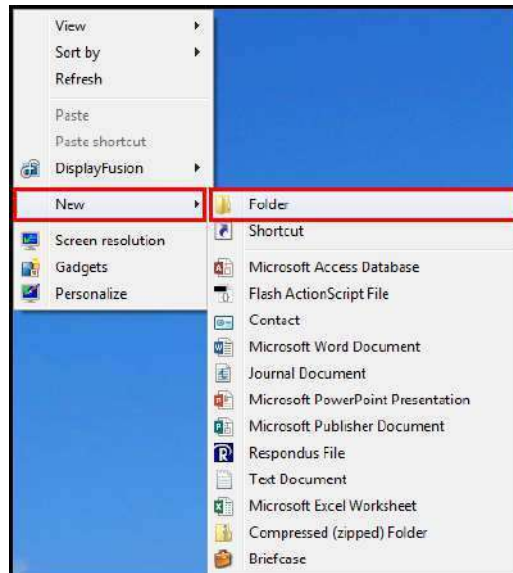 View
Sort by
Refresh
Paste
Paste shortcut
DisplayFusion
New
Screen resolution
Gadgets
Personalize
Folder
Shortcut
Microsoft Access Database
Flash ActionScript File
Contact
Microsoft Word Document
Journal Document
Microsoft PowerPoint Presentation
Microsoft Publisher Document
Respondus File
Text Document
Microsoft Excel Worksheet
Compressed (zipped) Folder
Briefcase